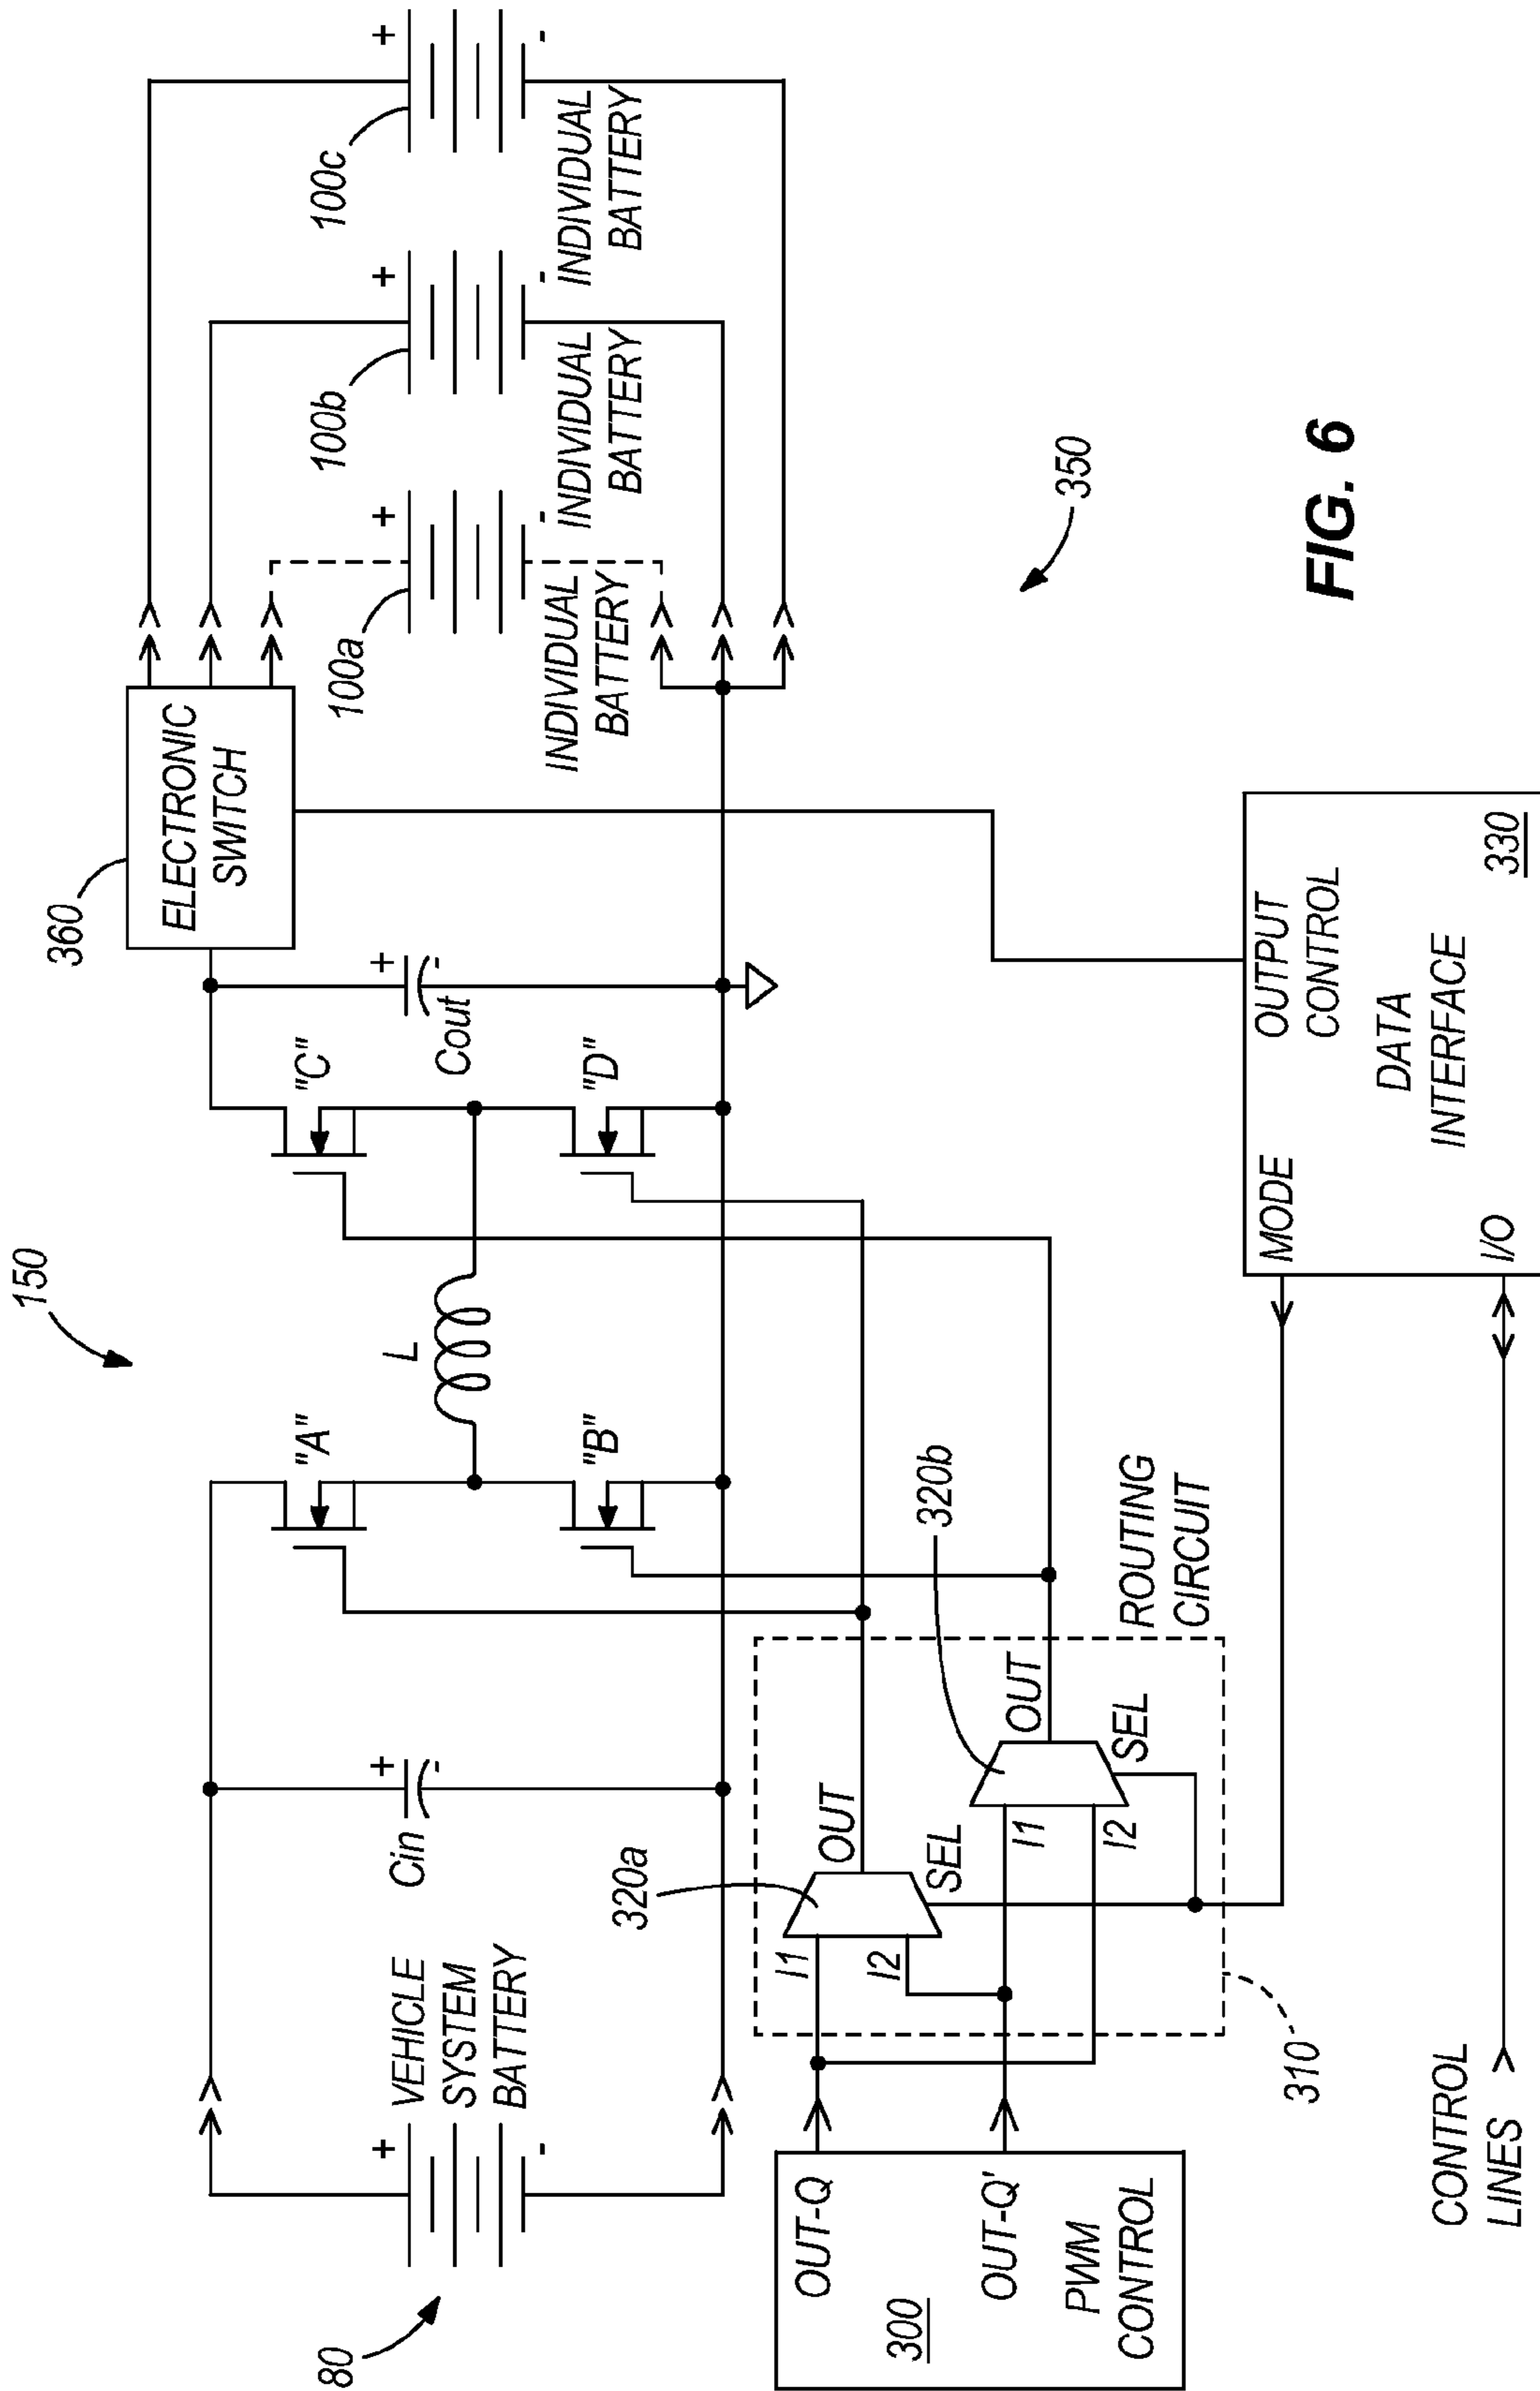 150
80
VEHICLE
SYSTEM
BATTERY
+
-
Cin
+
-
"A"
"B"
L
"C"
"D"
Cout
+
-
360
ELECTRONIC
SWITCH
100a
+
-
INDIVIDUAL
BATTERY
100b
+
-
INDIVIDUAL
BATTERY
100c
+
-
INDIVIDUAL
BATTERY
300
OUT-Q
OUT-Q'
PWM
CONTROL
320a
I1
I2
OUT
SEL
320b
I1
I2
OUT
SEL
ROUTING
CIRCUIT
310
350
CONTROL
LINES
MODE
I/O
OUTPUT
CONTROL
DATA
INTERFACE
330
FIG. 6